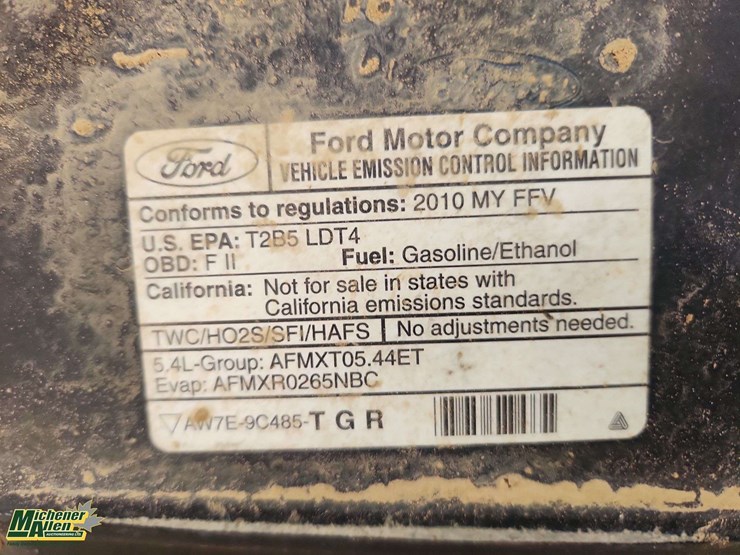 Ford
Ford Motor Company
VEHICLE EMISSION CONTROL INFORMATION
Conforms to regulations: 2010 MY FFV
U.S. EPA: T2B5 LDT4
OBD: F II Fuel: Gasoline/Ethanol
California: Not for sale in states with
California emissions standards.
TWC/HO2S/SFI/HAFS No adjustments needed.
5.4L-Group: AFMXT05.44ET
Evap: AFMXR0265NBC
AW7E-9C485-T G R
Michener
Allen
AUCTIONEERING LTD.